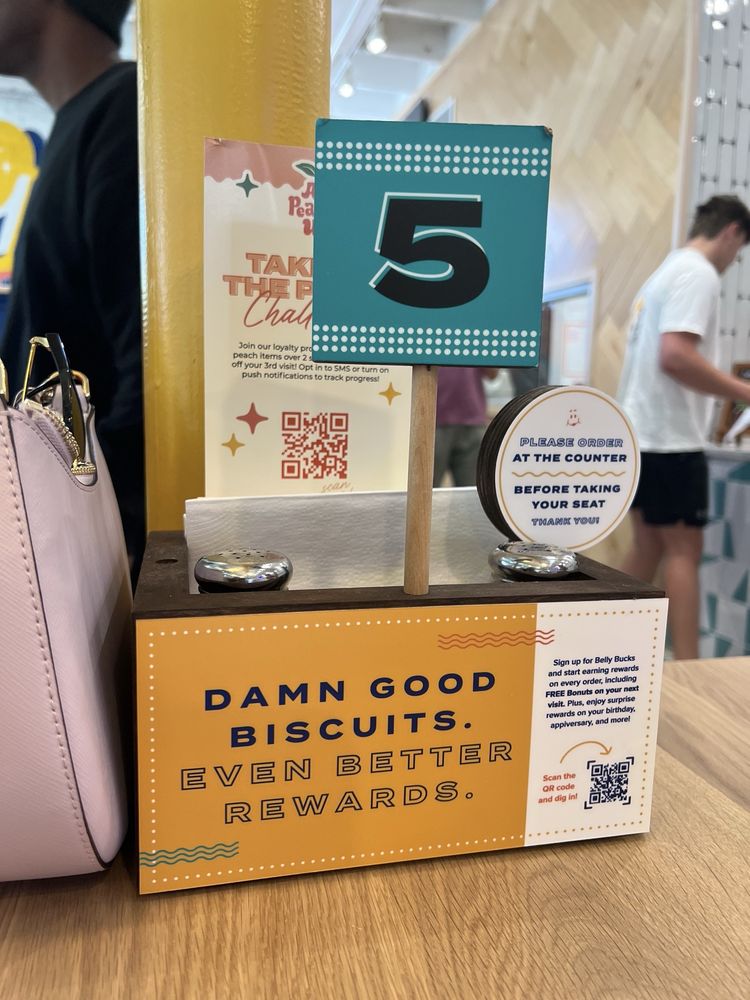 5
TAK
THE P
Chall
Join our loyalty pro
peach items over 2
off your 3rd visit! Opt in to SMS or turn on
push notifications to track progress!
scan,
PLEASE ORDER
AT THE COUNTER
BEFORE TAKING
YOUR SEAT
THANK YOU!
DAMN GOOD
BISCUITS.
EVEN BETTER
REWARDS.
Sign up for Belly Bucks
and start earning rewards
on every order, including
FREE Bonuts on your next
visit. Plus, enjoy surprise
rewards on your birthday,
appiversary, and more!
Scan the
QR code
and dig in!